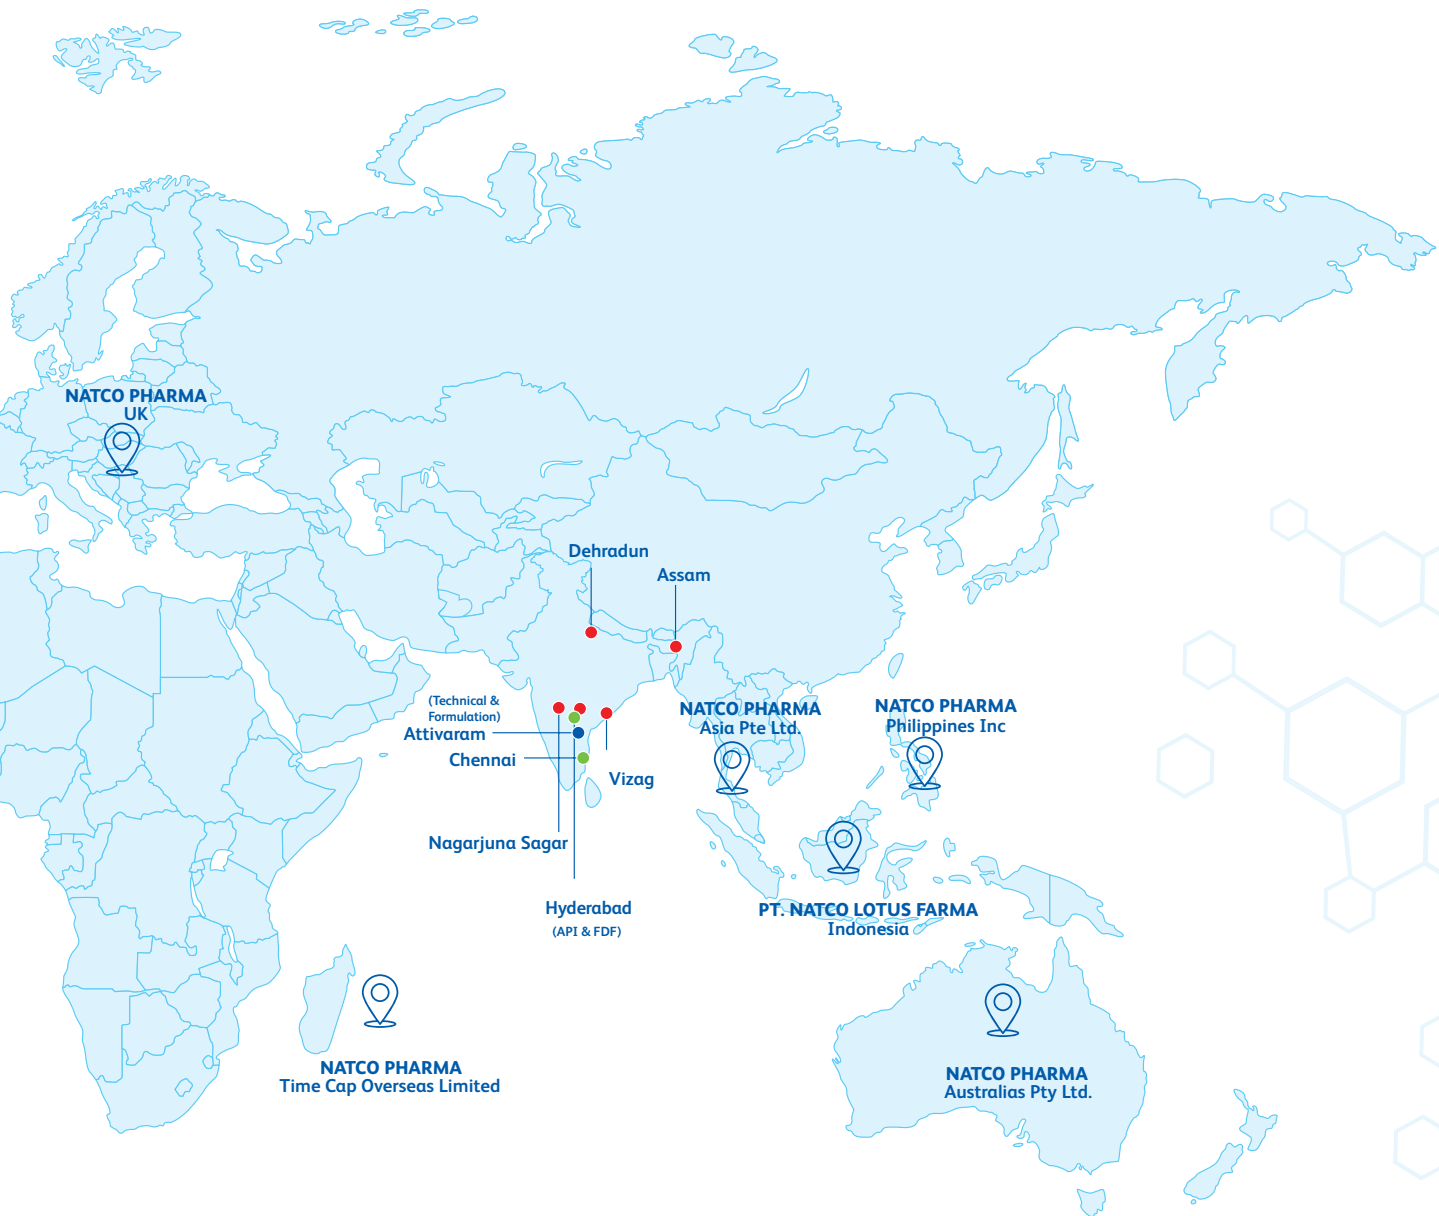 NATCO PHARMA
UK
Dehradun
Assam
(Technical &
Formulation)
Attivaram
Chennai
Vizag
Nagarjuna Sagar
Hyderabad
(API & FDF)
NATCO PHARMA
Asia Pte Ltd.
NATCO PHARMA
Philippines Inc
PT. NATCO LOTUS FARMA
Indonesia
NATCO PHARMA
Time Cap Overseas Limited
NATCO PHARMA
Australias Pty Ltd.